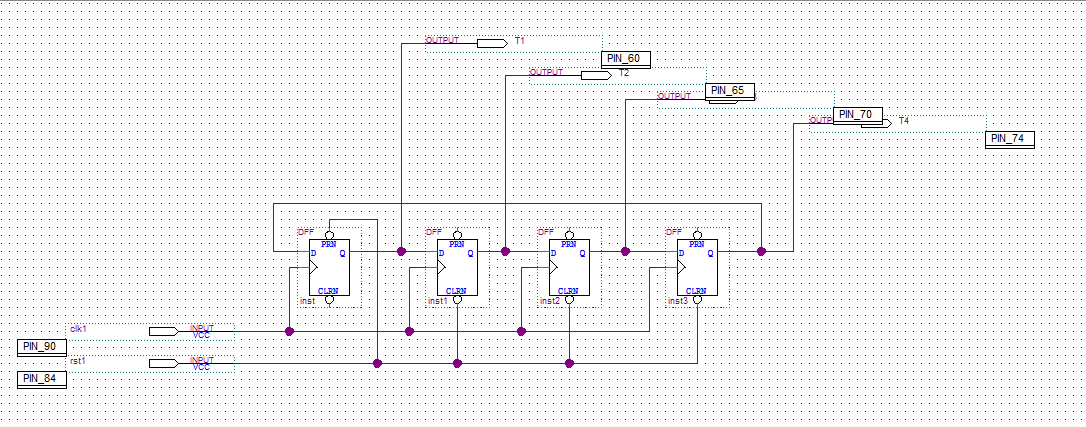 OUTPUT T1
PIN_60
OUTPUT T2
PIN_65
OUTPUT
PIN_70
OUTP T4
PIN_74
DFF DFF DFF DFF
PRN PRN PRN PRN
D Q D Q D Q D Q
CLRN CLRN CLRN CLRN
inst inst1 inst2 inst3
clk1 INPUT
VCC
PIN_90
rst1 INPUT
VCC
PIN_84